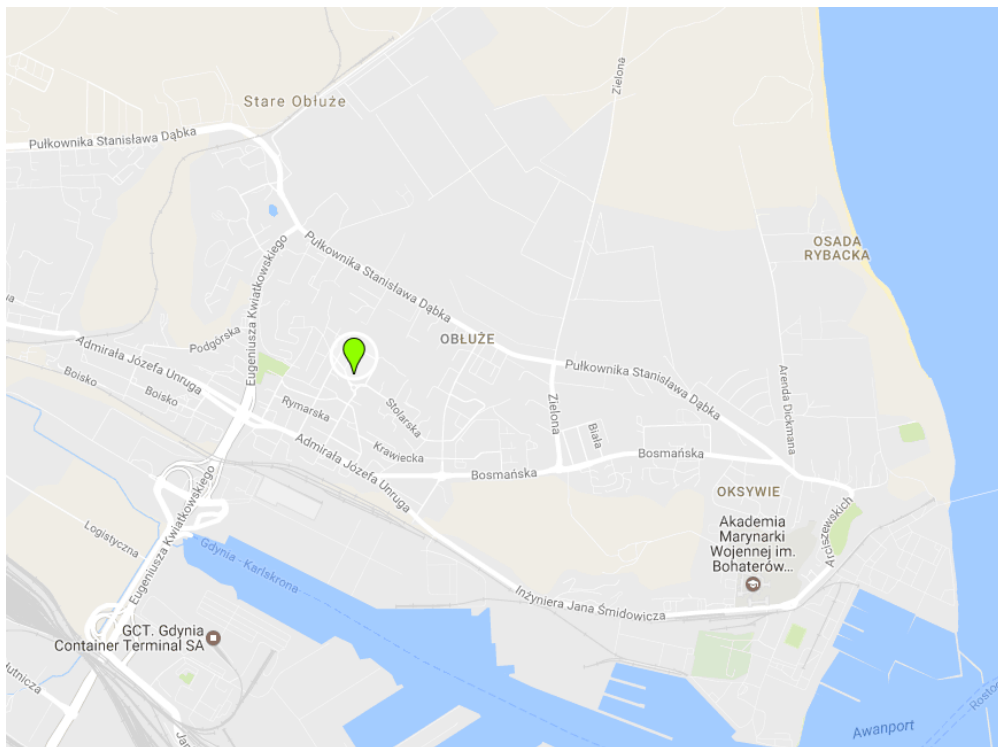 Stare Obłuże
Zielona
Pułkownika Stanisława Dąbka
OSADA
RYBACKA
Pułkownika Stanisława Dąbka
Eugeniusza Kwiatkowskiego
Podgórska
OBŁUŻE
Admirała Józefa Unruga
Boisko
Boisko
Pułkownika Stanisława Dąbka
Arenda Dickmana
Rymarska
Stolarska
Zielona
Biała
Krawiecka
Admirała Józefa Unruga
Bosmańska
Bosmańska
OKSYWIE
Akademia
Marynarki
Wojennej im.
Bohaterów...
Arciszewskich
Eugeniusza Kwiatkowskiego
Logistyczna
Gdynia - Karlskrona
Inżyniera Jana Śmidowicza
GCT. Gdynia
Container Terminal SA
Awanport